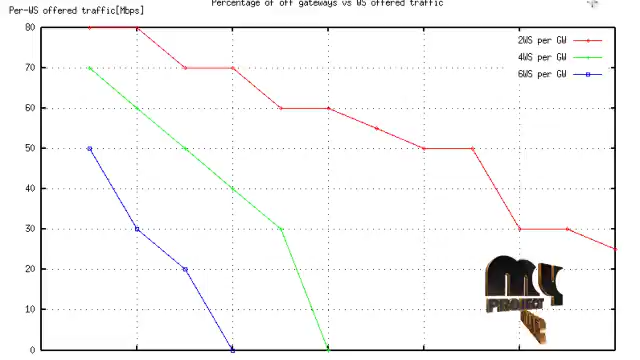 Percentage of off gateways vs WS offered traffic
Per-WS offered traffic[Mbps]
80
70
60
50
40
30
20
10
0
2WS per GW
4WS per GW
6WS per GW
MY
PROJECT